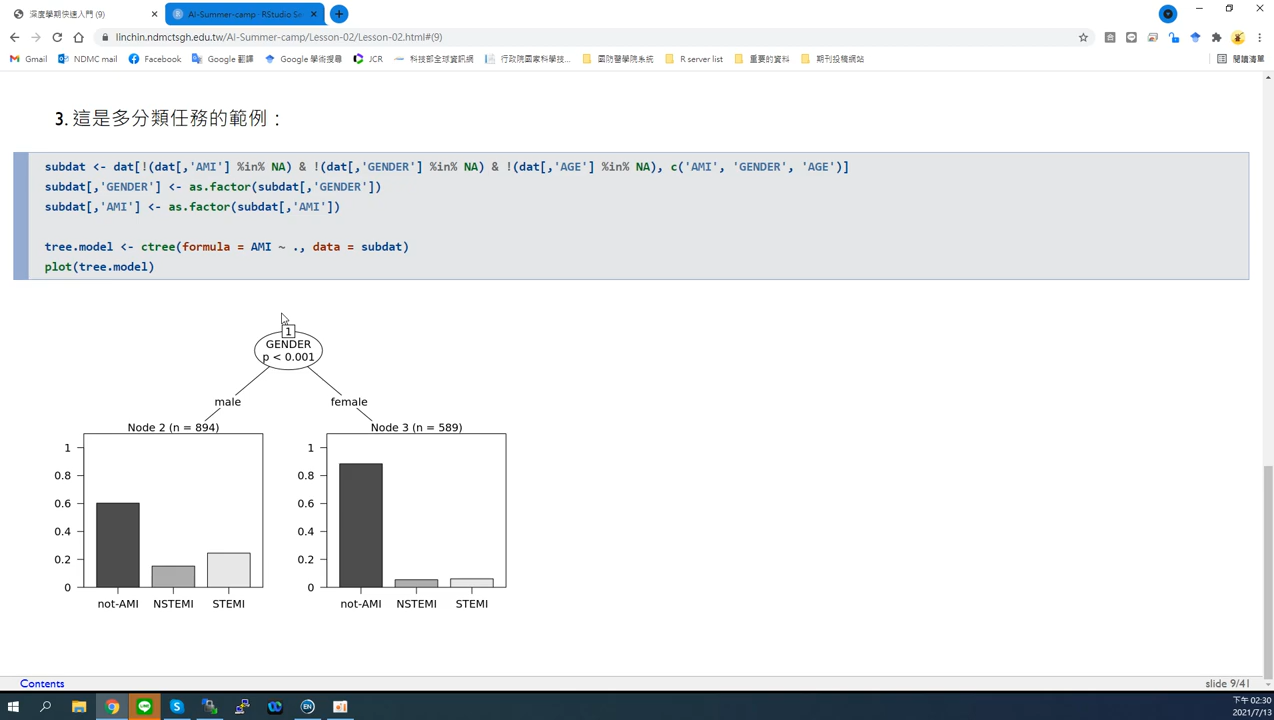 深度學期快速入門 (9)
AI-Summer-camp - RStudio Se
linchin.ndmctsgh.edu.tw/AI-Summer-camp/Lesson-02/Lesson-02.html#(9)
Gmail
NDMC mail
Facebook
Google 翻譯
Google 學術搜尋
JCR
科技部全球資訊網
行政院國家科學技...
國防醫學院系統
R server list
重要的資料
期刊投稿網站
閱讀清單
3. 這是多分類任務的範例：
subdat <- dat[!(dat[,'AMI'] %in% NA) & !(dat[,'GENDER'] %in% NA) & !(dat[,'AGE'] %in% NA), c('AMI', 'GENDER', 'AGE')]
subdat[,'GENDER'] <- as.factor(subdat[,'GENDER'])
subdat[,'AMI'] <- as.factor(subdat[,'AMI'])
tree.model <- ctree(formula = AMI ~ ., data = subdat)
plot(tree.model)
1
GENDER
p < 0.001
male
female
Node 2 (n = 894)
1
0.8
0.6
0.4
0.2
0
not-AMI NSTEMI STEMI
Node 3 (n = 589)
1
0.8
0.6
0.4
0.2
0
not-AMI NSTEMI STEMI
Contents
slide 9/41
下午 02:30
2021/7/13